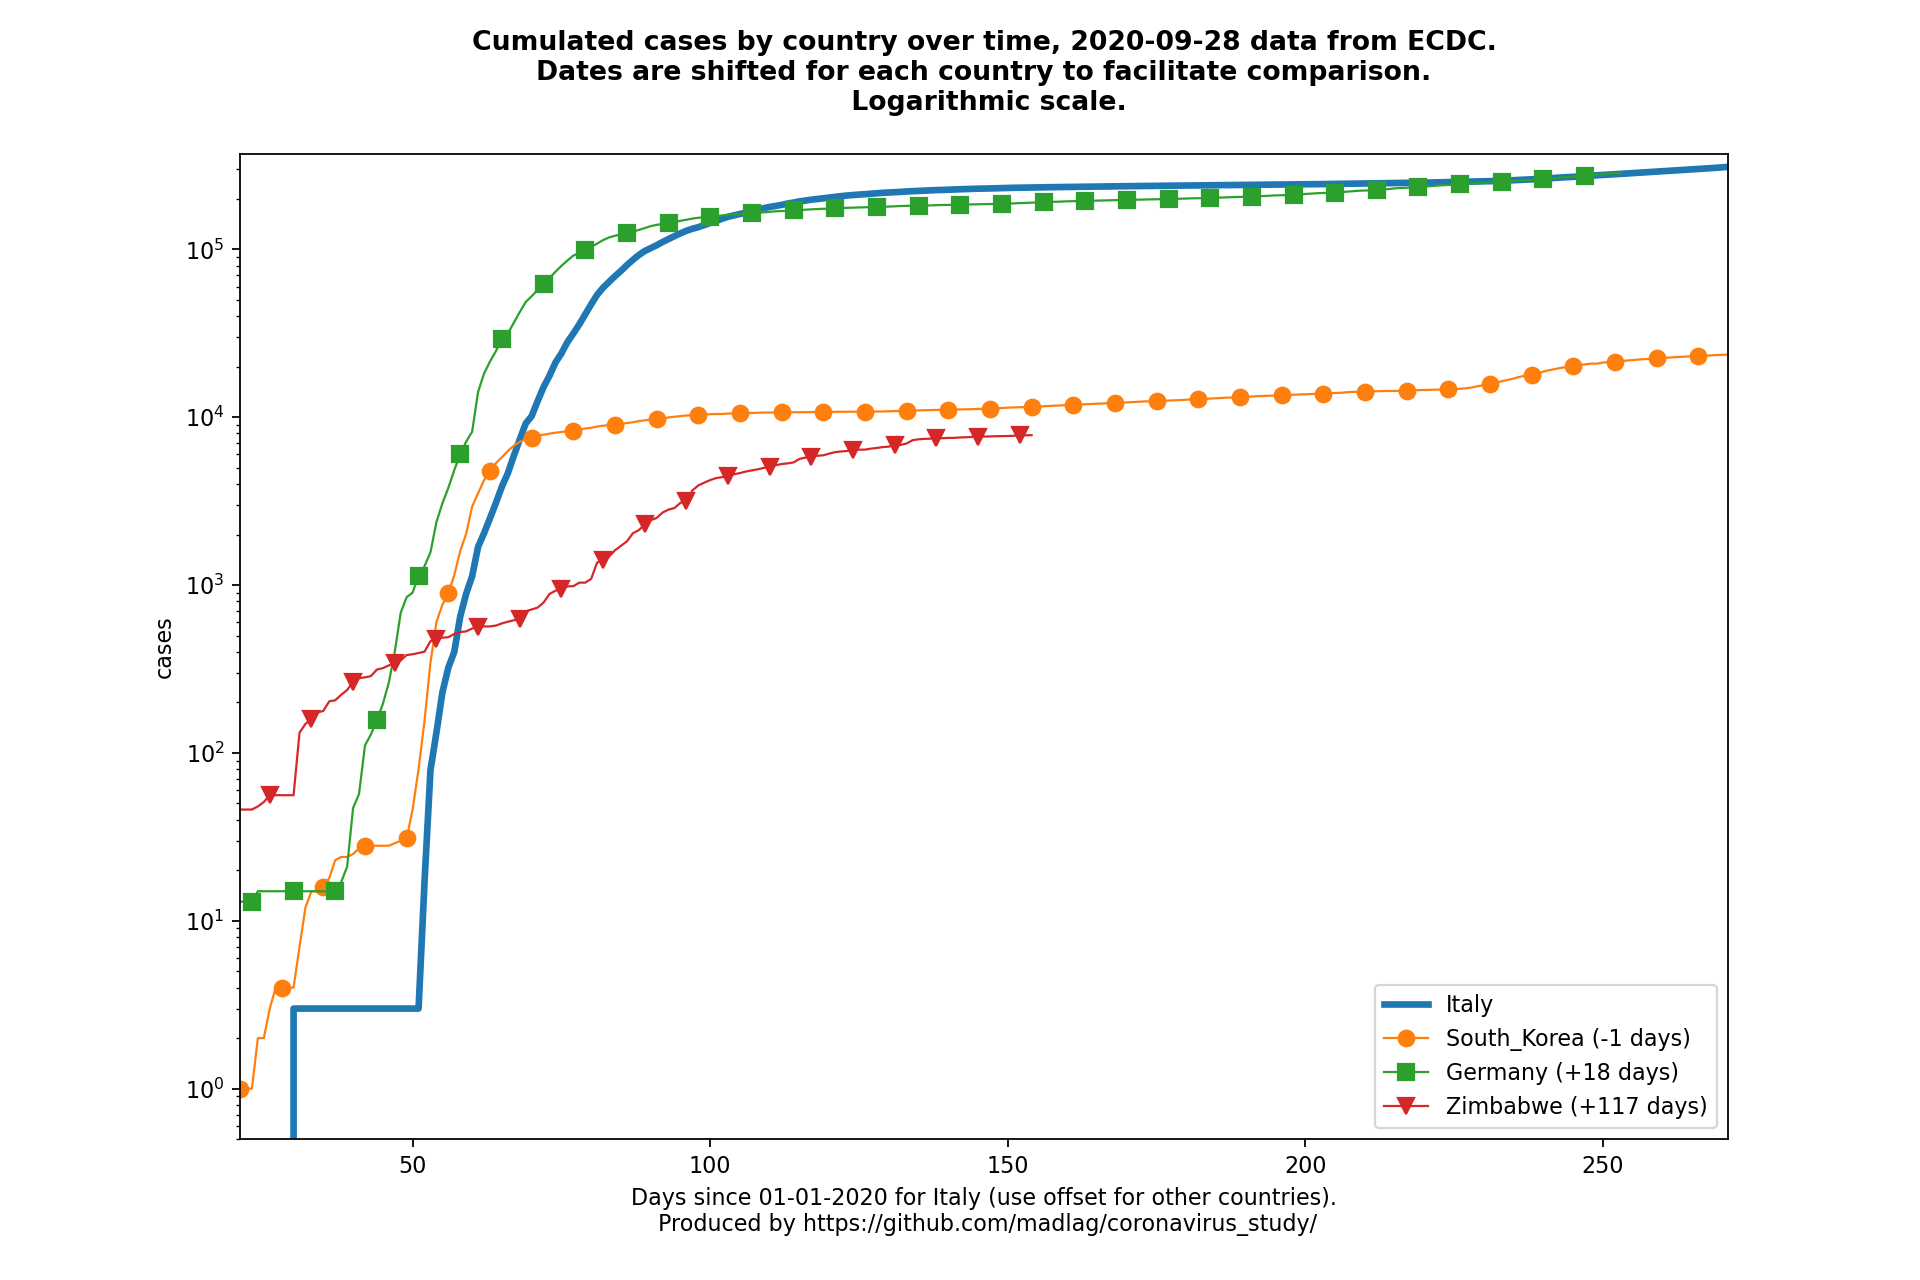 Cumulated cases by country over time, 2020-09-28 data from ECDC.
Dates are shifted for each country to facilitate comparison.
Logarithmic scale.
10⁵
10⁴
10³
10²
10¹
10⁰
cases
Italy
South_Korea (-1 days)
Germany (+18 days)
Zimbabwe (+117 days)
50
100
150
200
250
Days since 01-01-2020 for Italy (use offset for other countries).
Produced by https://github.com/madlag/coronavirus_study/